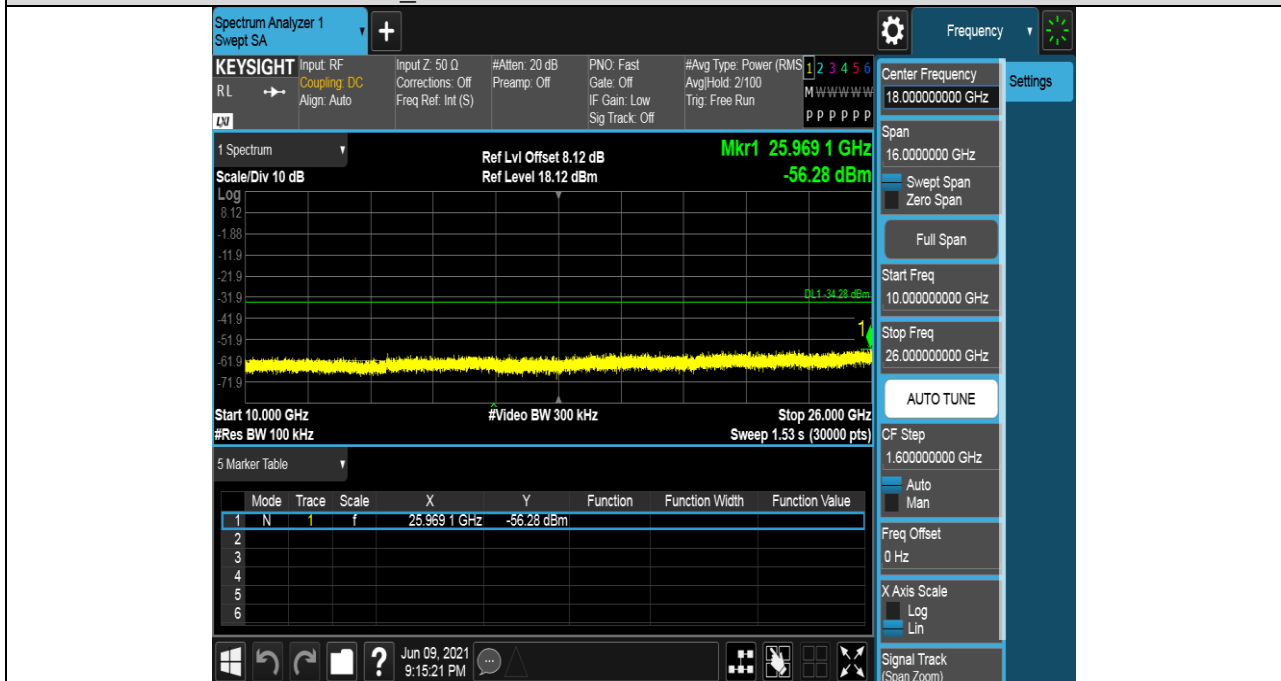 Spectrum Analyzer 1
Swept SA
+
Frequency
KEYSIGHT
RL
LXI
Input: RF
Coupling: DC
Align: Auto
Input Z: 50 Ω
Corrections: Off
Freq Ref: Int (S)
#Atten: 20 dB
Preamp: Off
PNO: Fast
Gate: Off
IF Gain: Low
Sig Track: Off
#Avg Type: Power (RMS
Avg|Hold: 2/100
Trig: Free Run
1 2 3 4 5 6
M W W W W W
P P P P P P
1 Spectrum
Scale/Div 10 dB
Ref Lvl Offset 8.12 dB
Ref Level 18.12 dBm
Mkr1 25.969 1 GHz
-56.28 dBm
Log
8.12
-1.88
-11.9
-21.9
-31.9
-41.9
-51.9
-61.9
-71.9
DL1 -34.28 dBm
1
Start 10.000 GHz
#Video BW 300 kHz
Stop 26.000 GHz
#Res BW 100 kHz
Sweep 1.53 s (30000 pts)
5 Marker Table
Mode Trace Scale X Y Function Function Width Function Value
1 N 1 f 25.969 1 GHz -56.28 dBm
2
3
4
5
6
?
Jun 09, 2021
9:15:21 PM
Center Frequency
18.000000000 GHz
Settings
Span
16.0000000 GHz
Swept Span
Zero Span
Full Span
Start Freq
10.000000000 GHz
Stop Freq
26.000000000 GHz
AUTO TUNE
CF Step
1.600000000 GHz
Auto
Man
Freq Offset
0 Hz
X Axis Scale
Log
Lin
Signal Track
(Span Zoom)